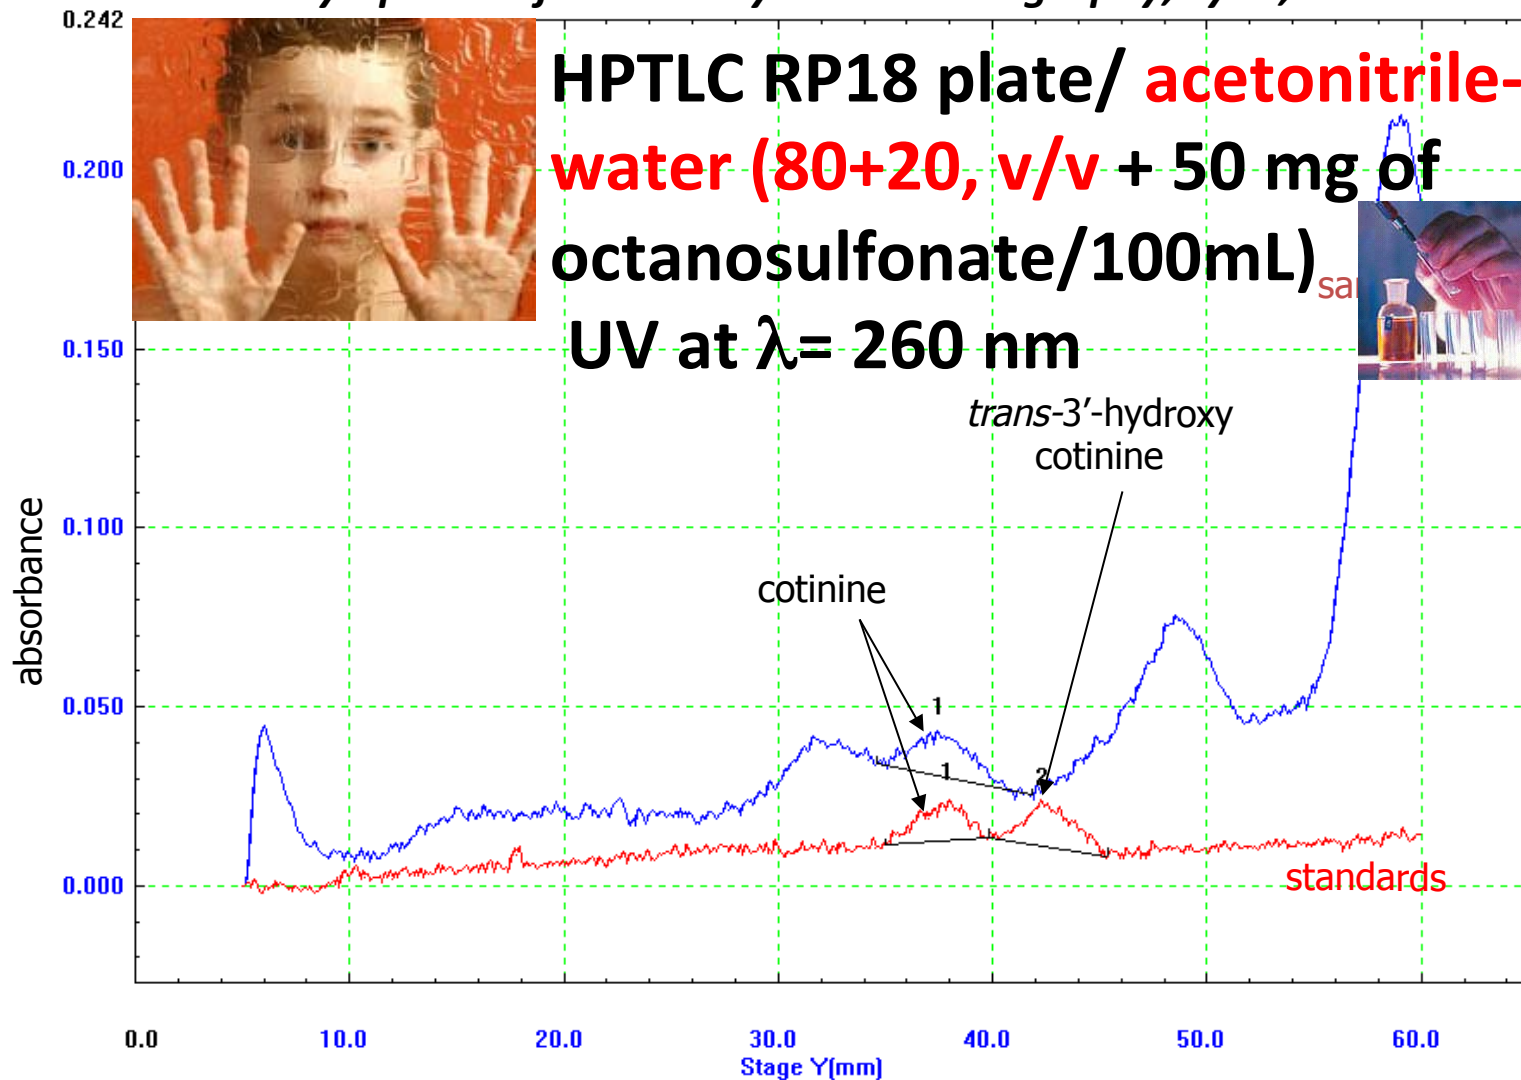 0.242
HPTLC RP18 plate/ acetonitrile-
water (80+20, v/v + 50 mg of
octanosulfonate/100mL)
UV at λ= 260 nm
0.200
0.150
trans-3′-hydroxy
cotinine
0.100
cotinine
absorbance
0.050
1
1
2
0.000
standards
0.0 10.0 20.0 30.0 40.0 50.0 60.0
Stage Y(mm)